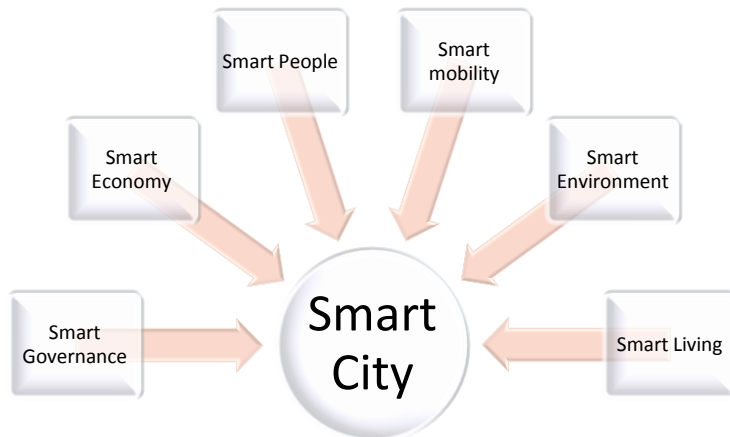 Smart People
Smart
mobility
Smart
Economy
Smart
Environment
Smart
Governance
Smart
City
Smart Living